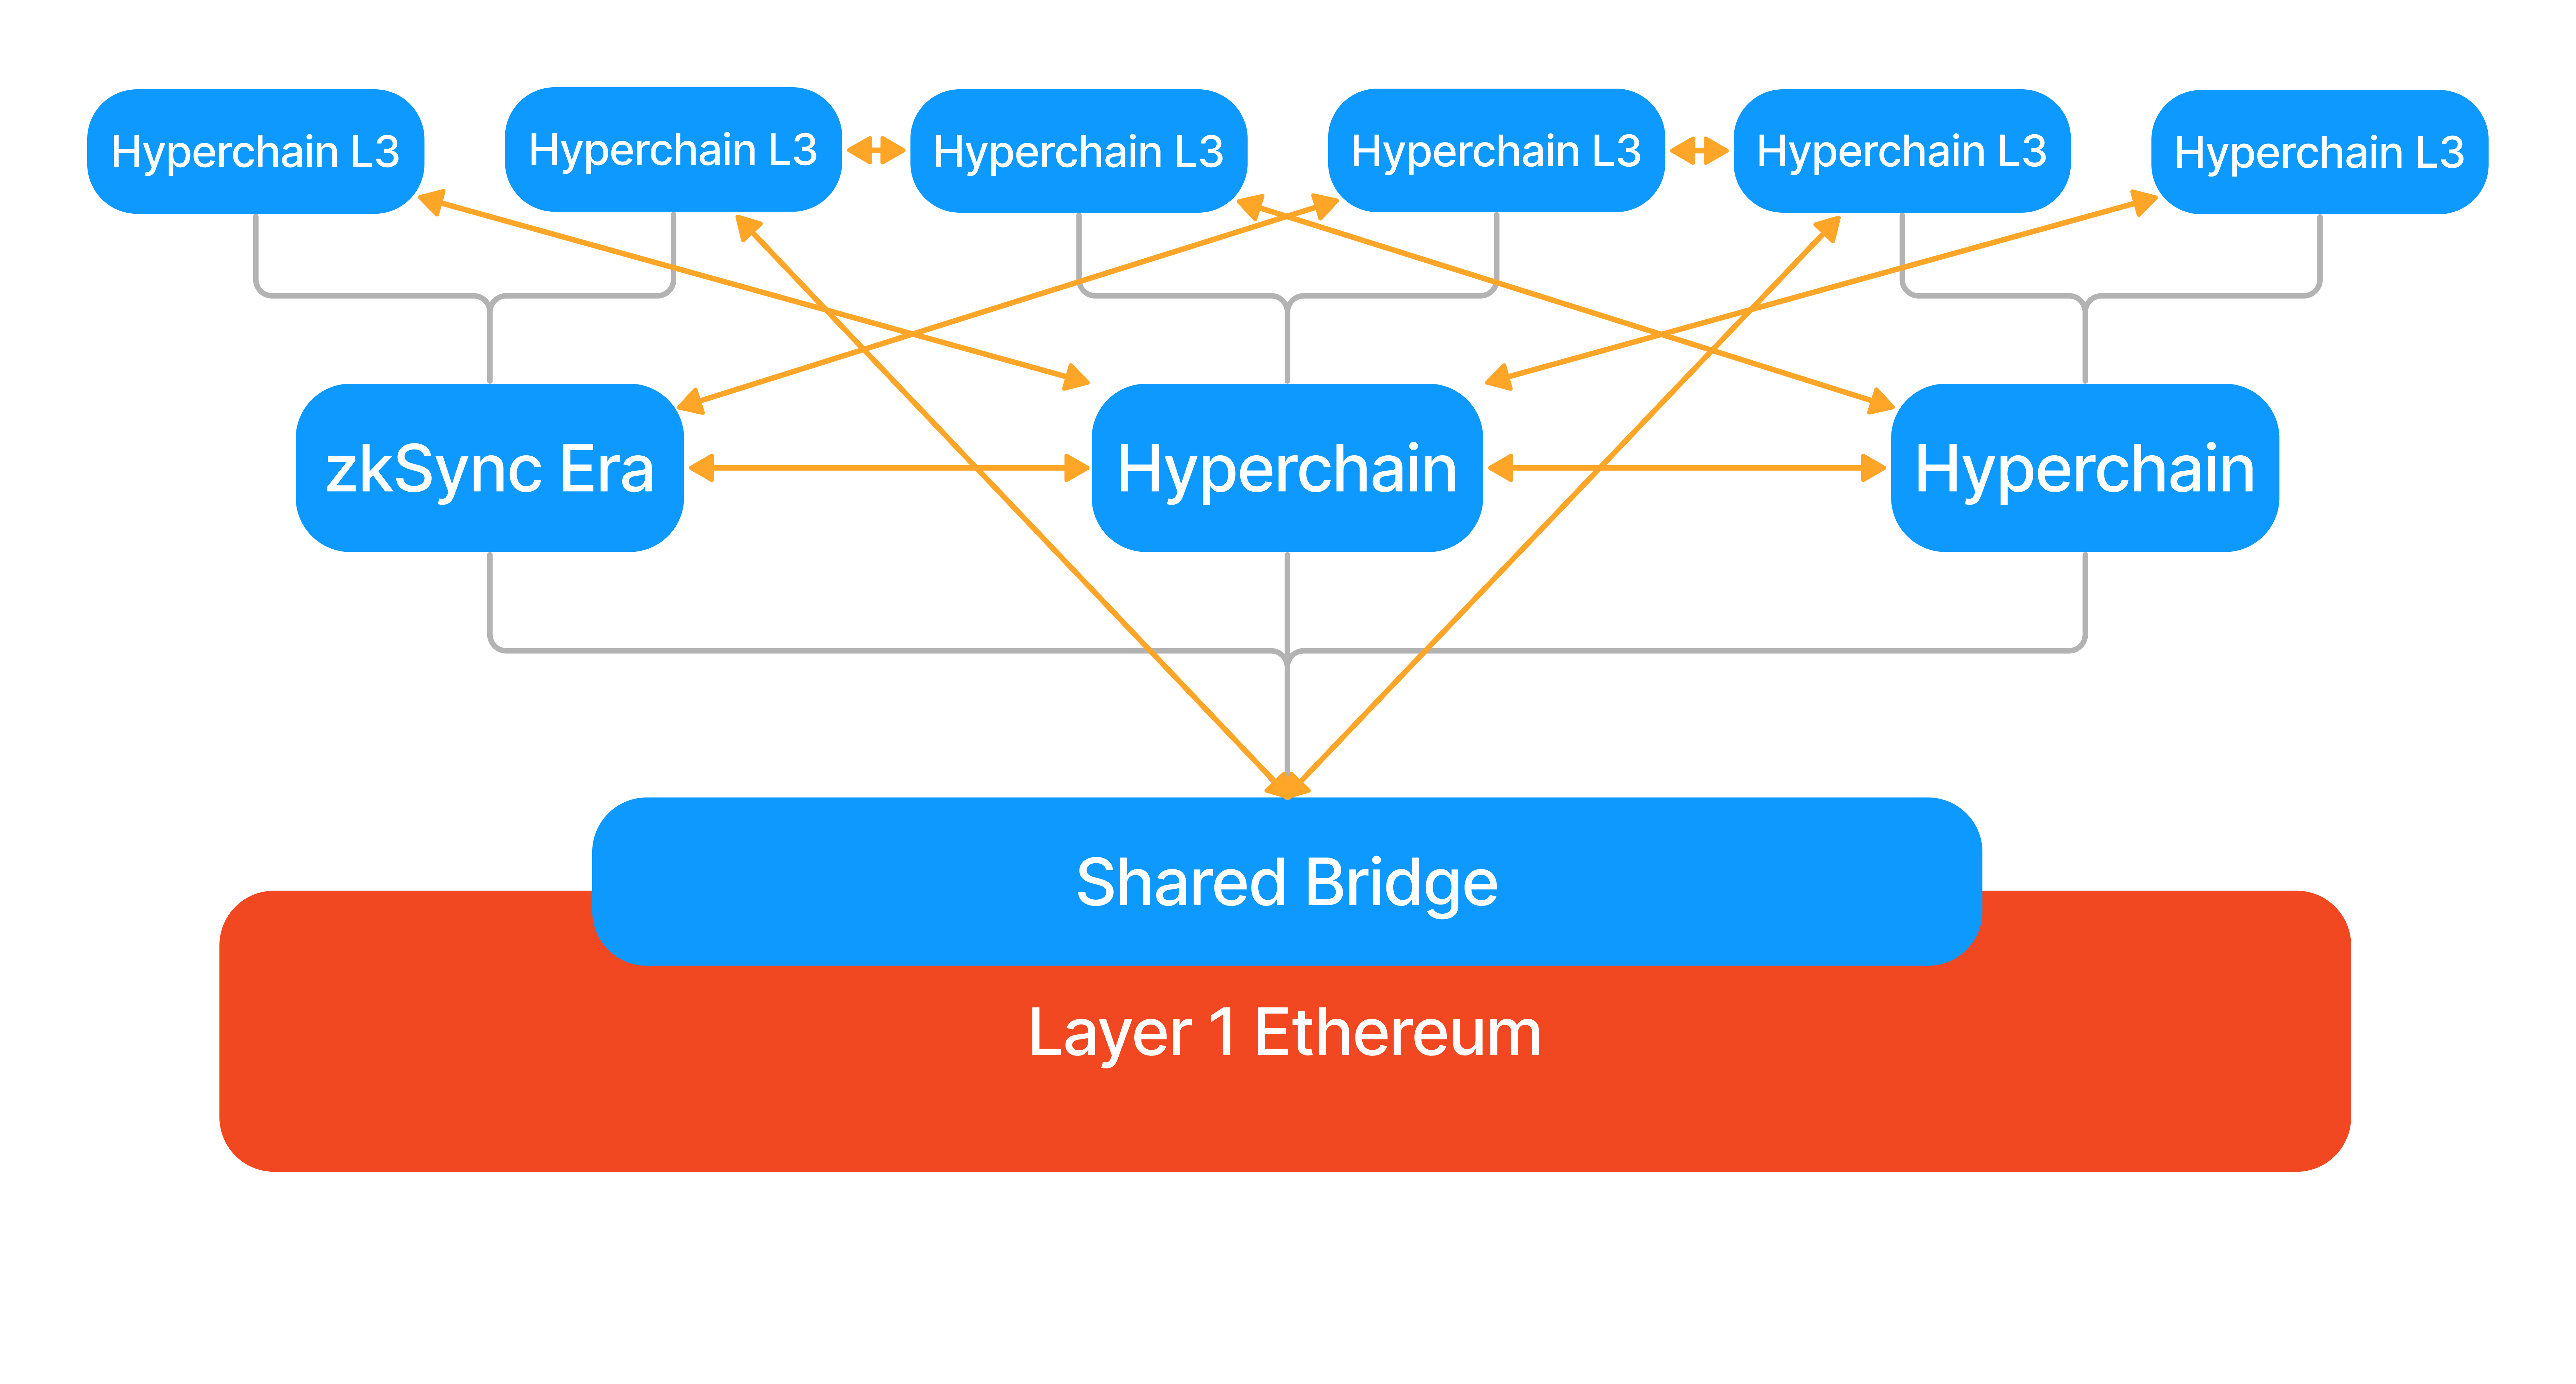 Hyperchain L3
Hyperchain L3
Hyperchain L3
Hyperchain L3
Hyperchain L3
Hyperchain L3
zkSync Era
Hyperchain
Hyperchain
Shared Bridge
Layer 1 Ethereum